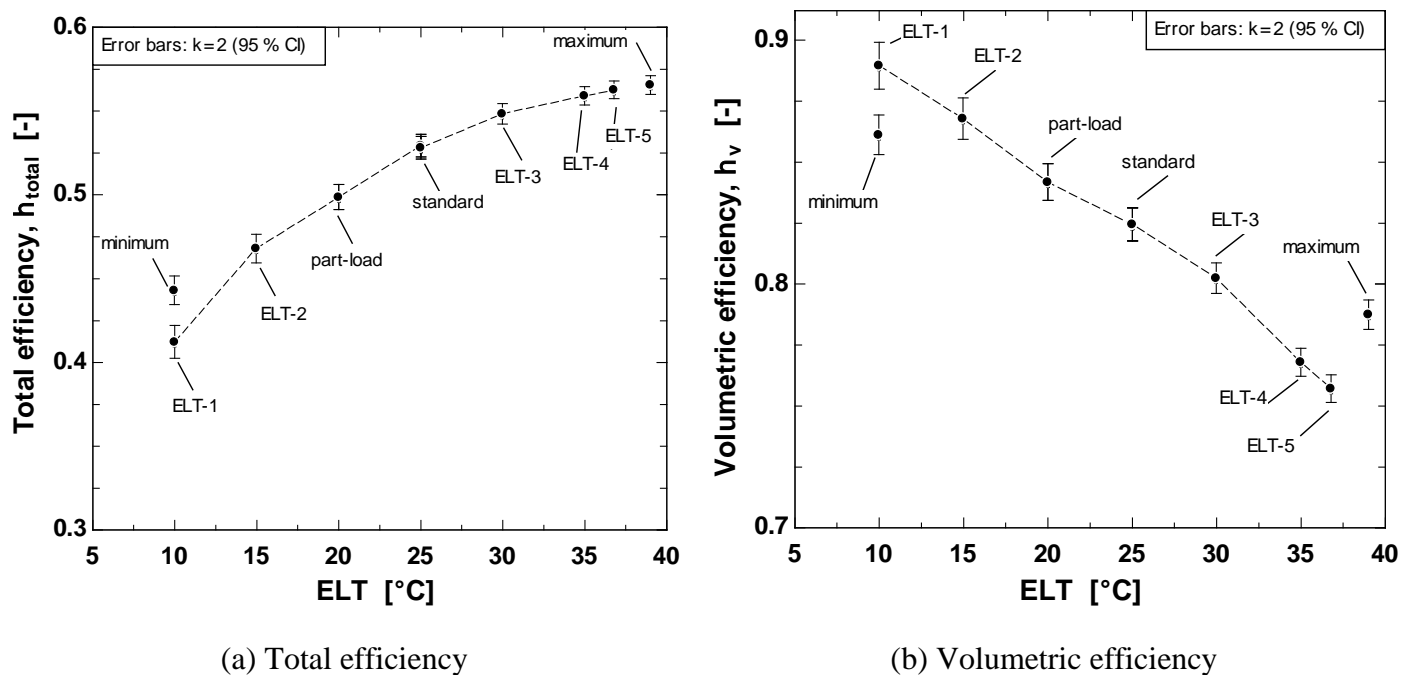 Error bars: k=2 (95 % CI)
Total efficiency, h_total [-]
0.6
0.5
0.4
0.3
maximum
ELT-5
ELT-4
ELT-3
standard
part-load
minimum
ELT-2
ELT-1
5 10 15 20 25 30 35 40
ELT [°C]
(a) Total efficiency
Error bars: k=2 (95 % CI)
Volumetric efficiency, h_v [-]
0.9
0.8
0.7
ELT-1
ELT-2
part-load
standard
minimum
ELT-3
maximum
ELT-4
ELT-5
5 10 15 20 25 30 35 40
ELT [°C]
(b) Volumetric efficiency